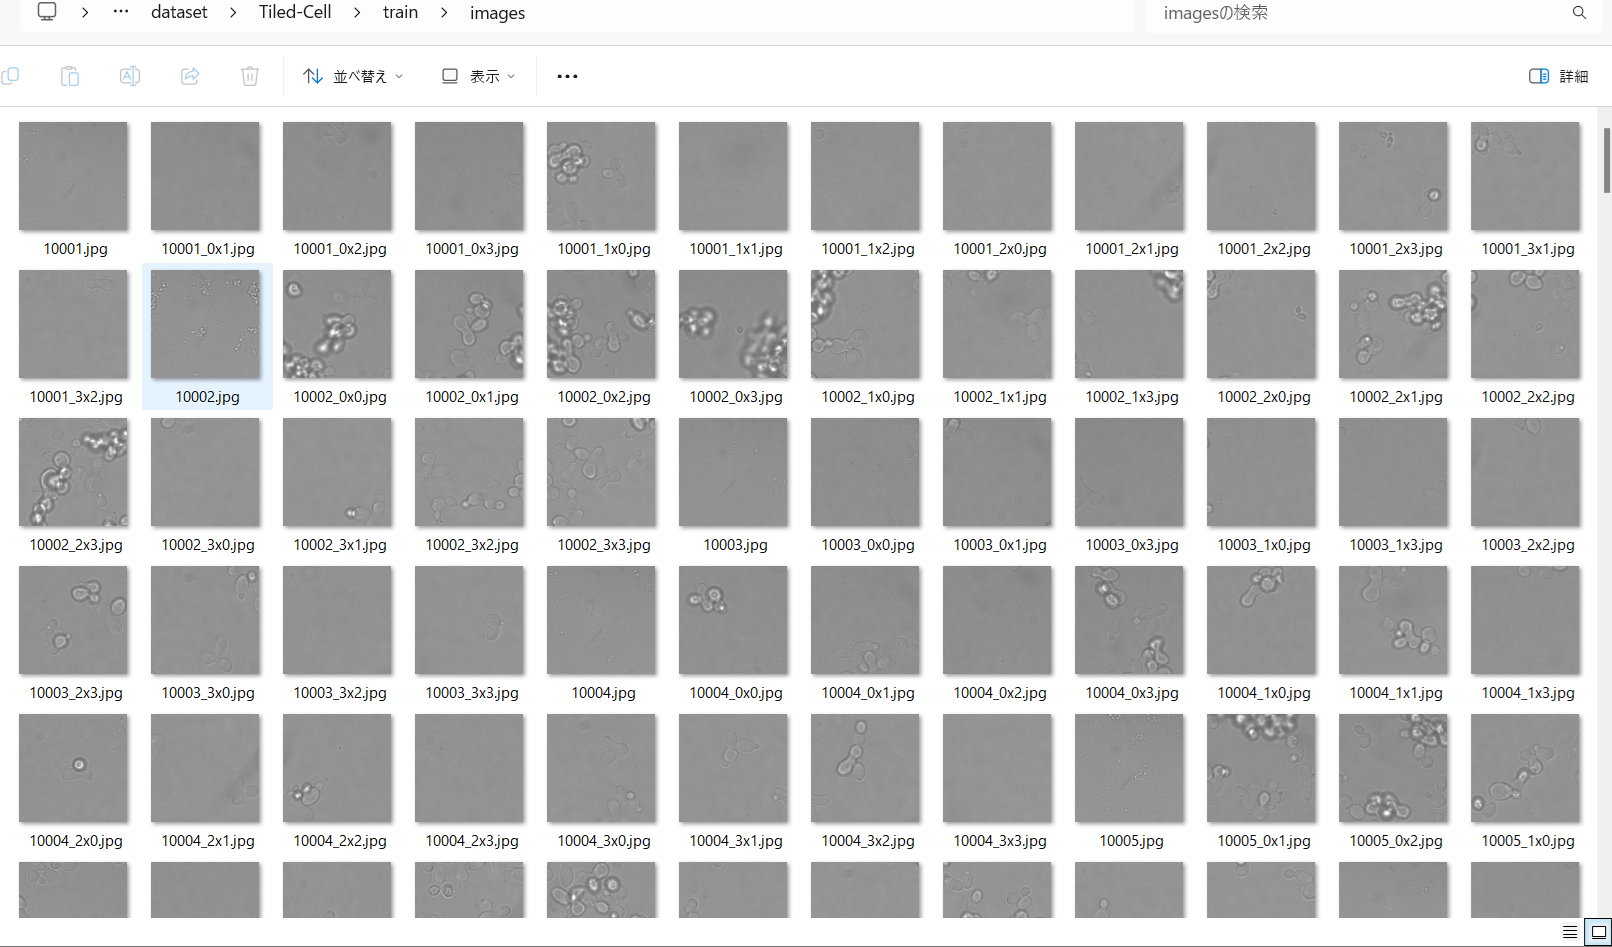 … dataset > Tiled-Cell > train > images
imagesの検索
並べ替え 表示 … 詳細
10001.jpg 10001_0x1.jpg 10001_0x2.jpg 10001_0x3.jpg 10001_1x0.jpg 10001_1x1.jpg 10001_1x2.jpg 10001_2x0.jpg 10001_2x1.jpg 10001_2x2.jpg 10001_2x3.jpg 10001_3x1.jpg
10001_3x2.jpg 10002.jpg 10002_0x0.jpg 10002_0x1.jpg 10002_0x2.jpg 10002_0x3.jpg 10002_1x0.jpg 10002_1x1.jpg 10002_1x3.jpg 10002_2x0.jpg 10002_2x1.jpg 10002_2x2.jpg
10002_2x3.jpg 10002_3x0.jpg 10002_3x1.jpg 10002_3x2.jpg 10002_3x3.jpg 10003.jpg 10003_0x0.jpg 10003_0x1.jpg 10003_0x3.jpg 10003_1x0.jpg 10003_1x3.jpg 10003_2x2.jpg
10003_2x3.jpg 10003_3x0.jpg 10003_3x2.jpg 10003_3x3.jpg 10004.jpg 10004_0x0.jpg 10004_0x1.jpg 10004_0x2.jpg 10004_0x3.jpg 10004_1x0.jpg 10004_1x1.jpg 10004_1x3.jpg
10004_2x0.jpg 10004_2x1.jpg 10004_2x2.jpg 10004_2x3.jpg 10004_3x0.jpg 10004_3x1.jpg 10004_3x2.jpg 10004_3x3.jpg 10005.jpg 10005_0x1.jpg 10005_0x2.jpg 10005_1x0.jpg